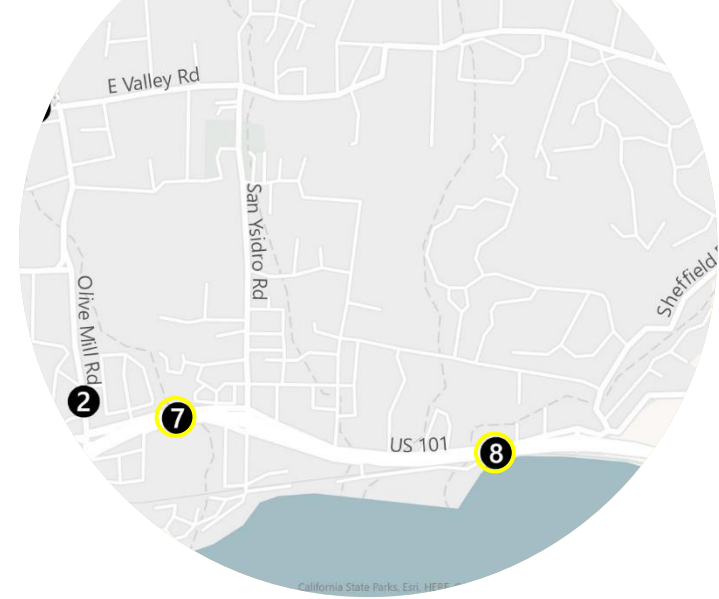 E Valley Rd
San Ysidro Rd
Sheffield
Olive Mill Rd
2
7
US 101
8
California State Parks, Esri, HERE,